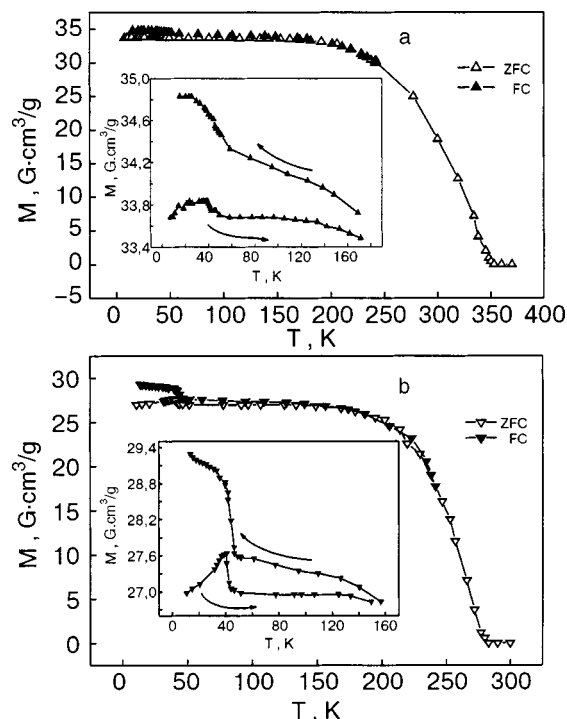 a
35
30
25
20
15
10
5
0
−5
M , G·cm³/g
ZFC
FC
35,0
34,6
34,2
33,8
33,4
M , G·cm³/g
0 40 80 120 160
T , K
0 50 100 150 200 250 300 350 400
T , K
b
30
25
20
15
10
5
0
M , G·cm³/g
ZFC
FC
29,4
28,8
28,2
27,6
27,0
M , G.cm³/g
0 40 80 120 160
T , K
0 50 100 150 200 250 300
T , K